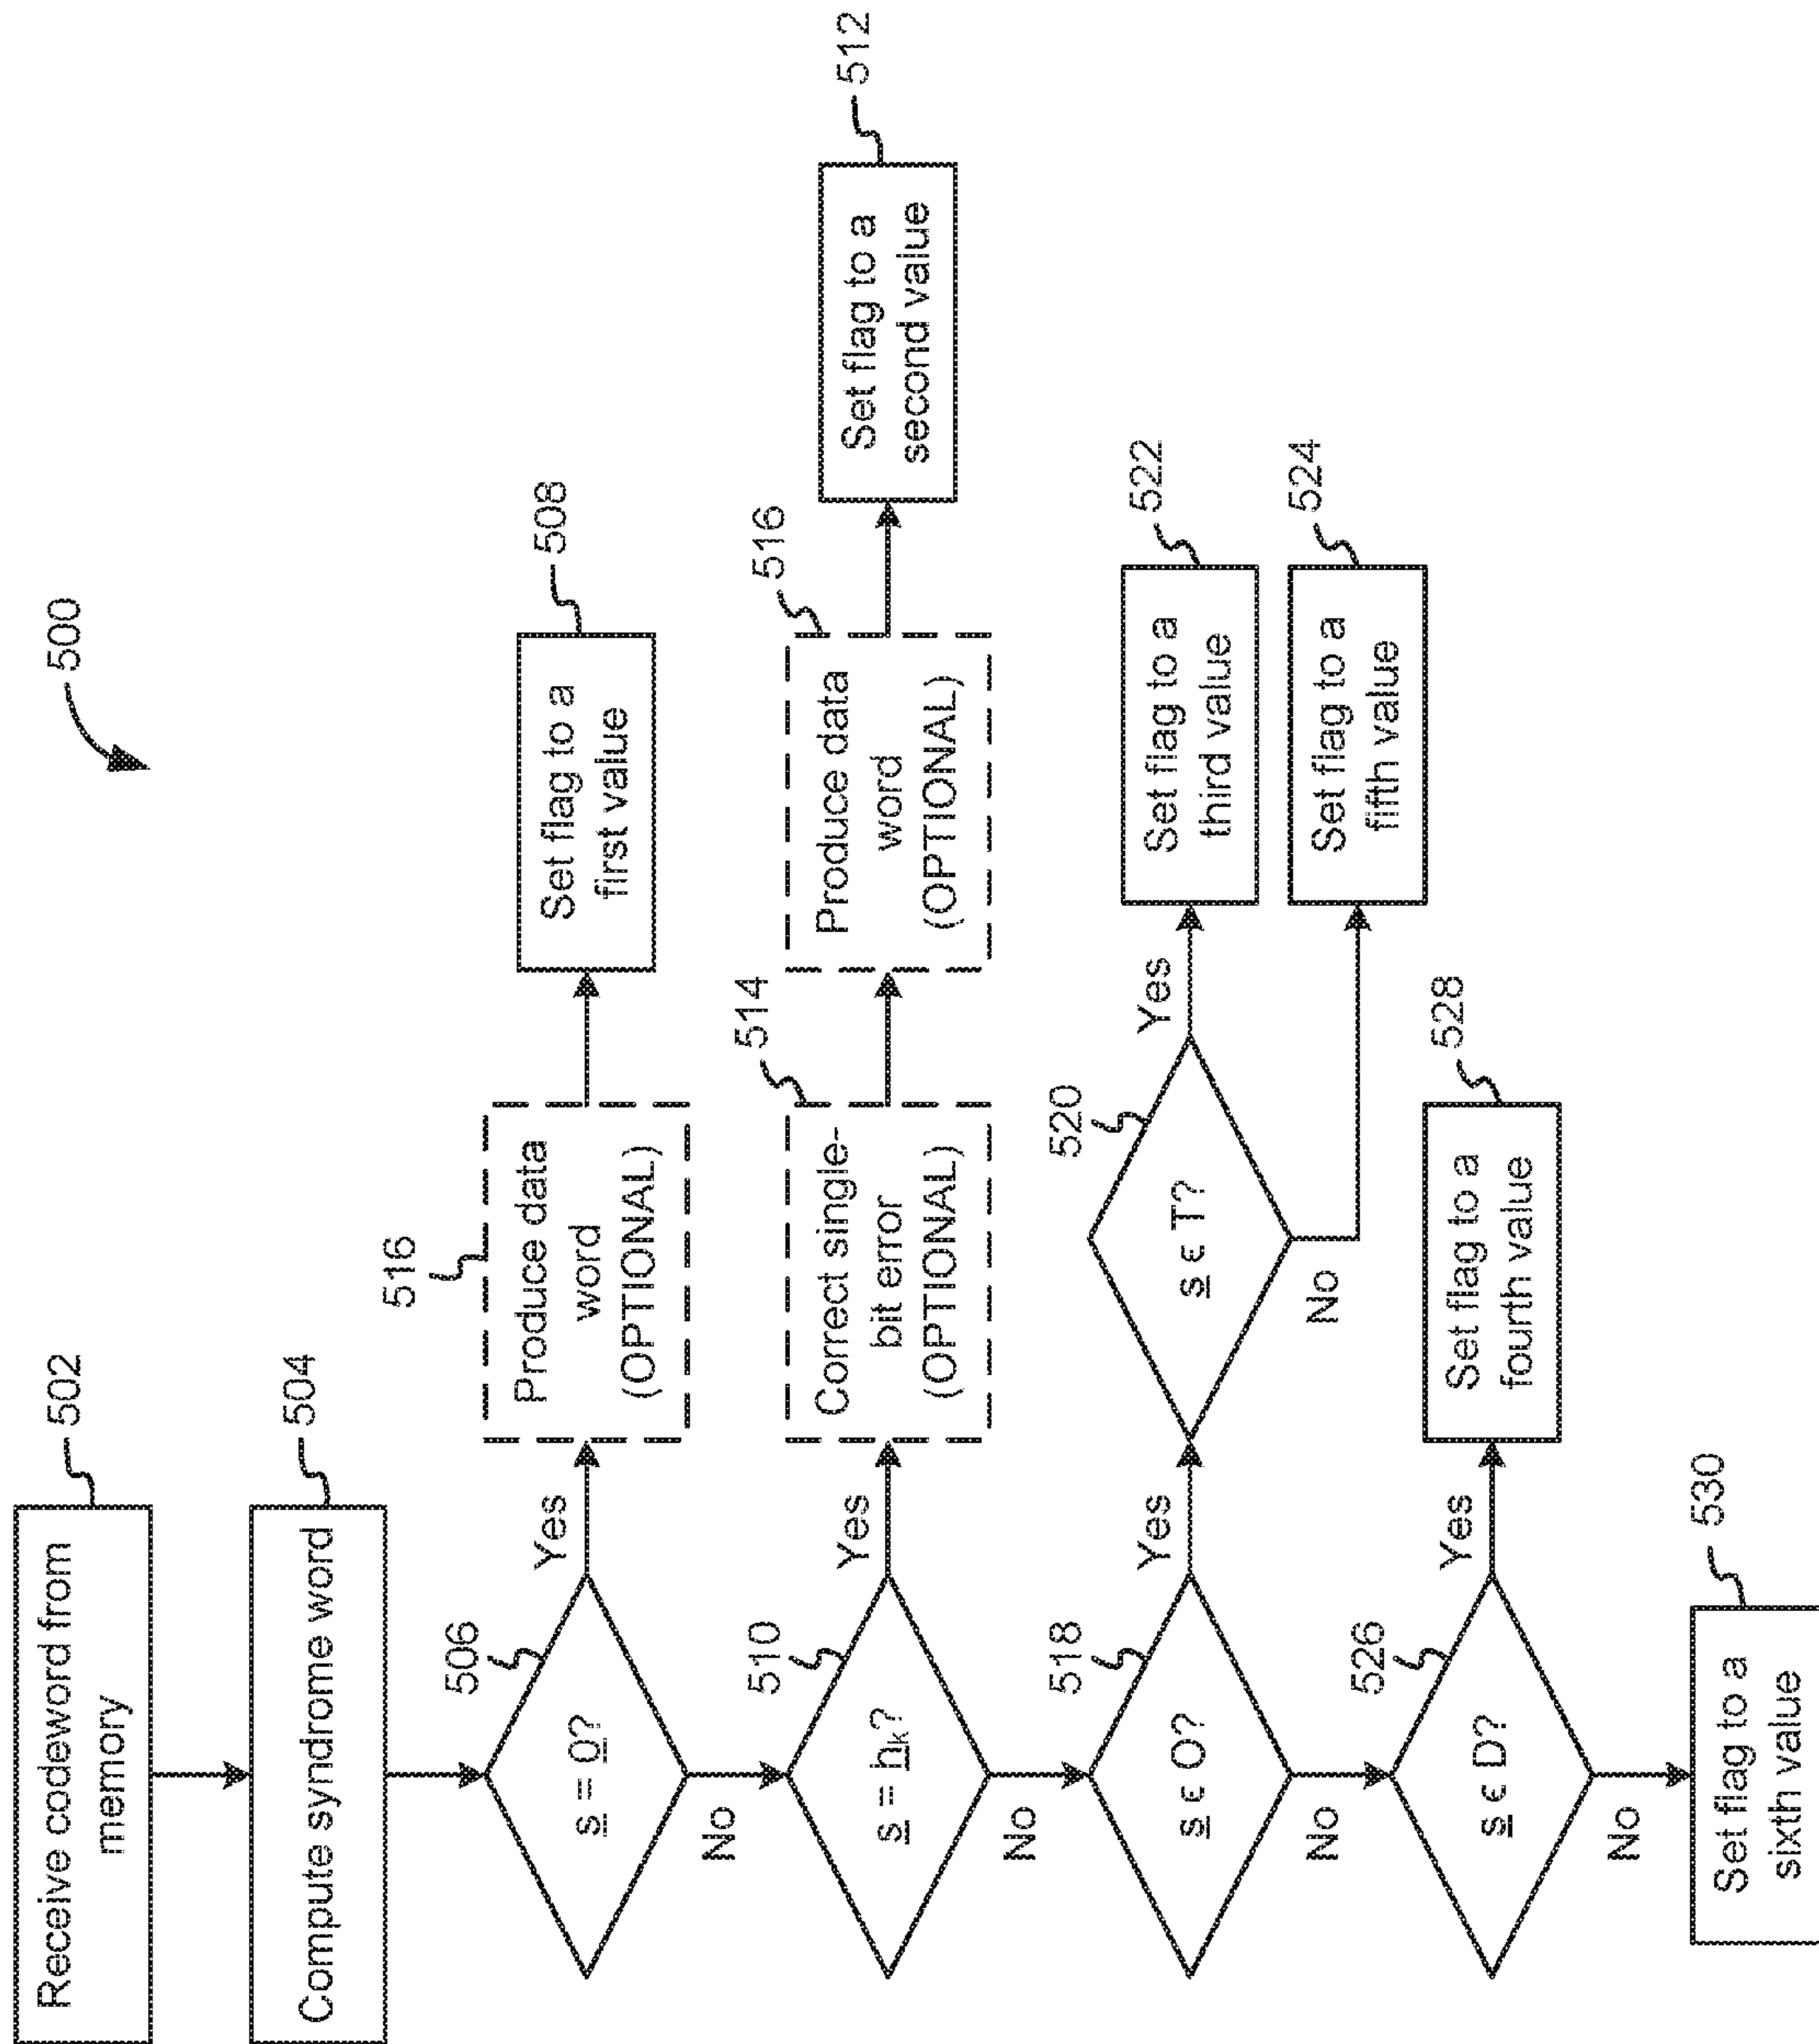 500
Receive codeword from
memory
502
Compute syndrome word
504
s = 0?
506
Yes
No
Produce data
word
(OPTIONAL)
516
Set flag to a
first value
508
s = hk?
510
Yes
No
Correct single-
bit error
(OPTIONAL)
514
Produce data
word
(OPTIONAL)
516
Set flag to a
second value
512
s ϵ O?
518
Yes
No
s ϵ T?
520
Yes
No
Set flag to a
third value
522
Set flag to a
fifth value
524
s ϵ D?
526
Yes
No
Set flag to a
fourth value
528
Set flag to a
sixth value
530